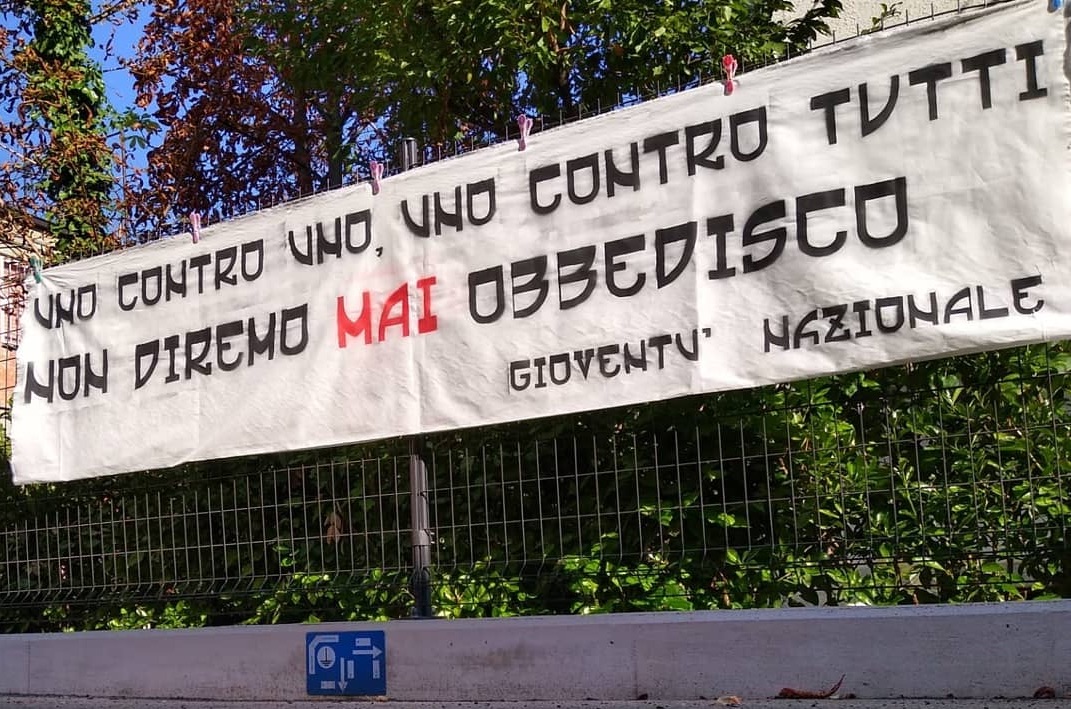 UNO CONTRO UNO, UNO CONTRO TUTTI
NON DIREMO MAI OBBEDISCO
GIOVENTU' NAZIONALE